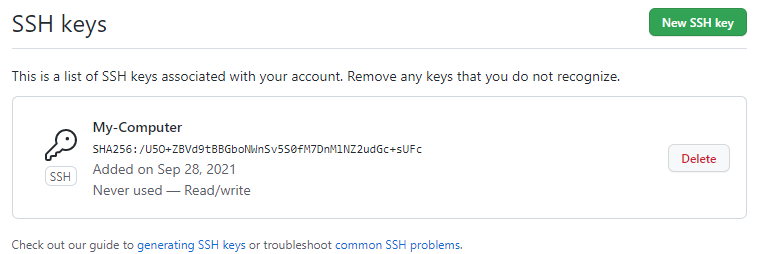 SSH keys
New SSH key
This is a list of SSH keys associated with your account. Remove any keys that you do not recognize.
My-Computer
SHA256:/U5O+ZBVd9tBBGboNWnSv5S0fM7DnM1NZ2udGc+sUFc
Added on Sep 28, 2021
Never used — Read/write
SSH
Delete
Check out our guide to generating SSH keys or troubleshoot common SSH problems.